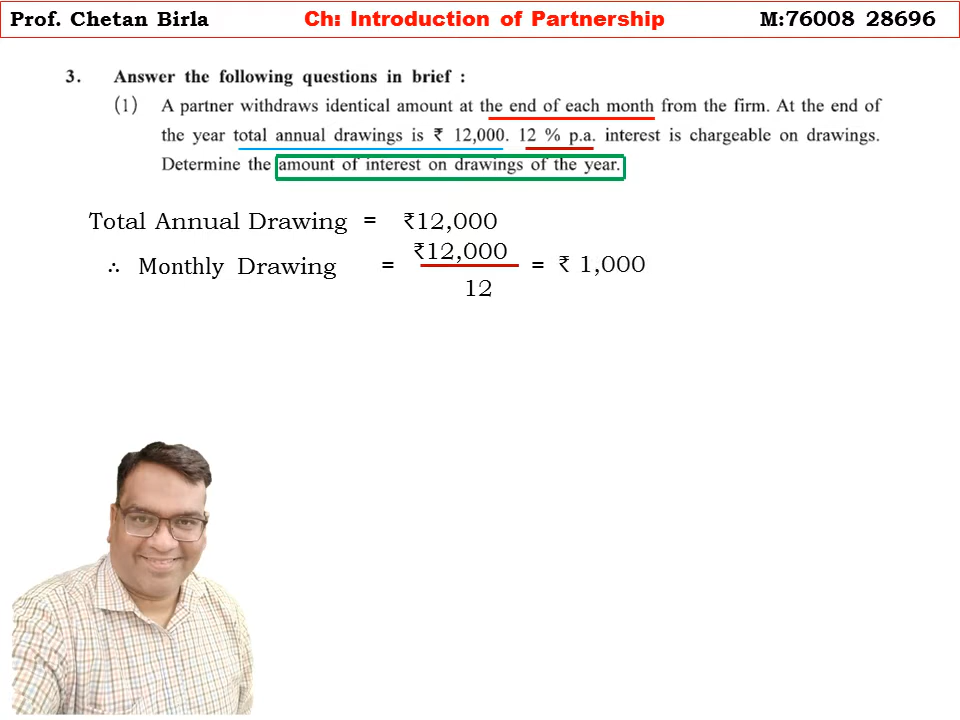 Prof. Chetan Birla Ch: Introduction of Partnership M:76008 28696
3. Answer the following questions in brief :
(1) A partner withdraws identical amount at the end of each month from the firm. At the end of
the year total annual drawings is ₹ 12,000. 12 % p.a. interest is chargeable on drawings.
Determine the amount of interest on drawings of the year.
Total Annual Drawing = ₹12,000
₹12,000
∴ Monthly Drawing = = ₹ 1,000
12